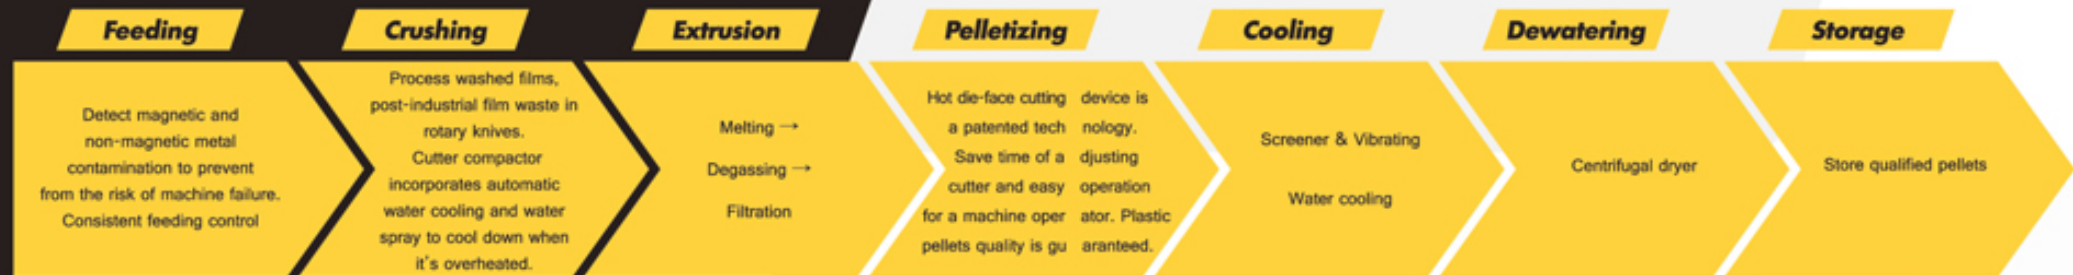 Feeding
Detect magnetic and
non-magnetic metal
contamination to prevent
from the risk of machine failure.
Consistent feeding control
Crushing
Process washed films,
post-industrial film waste in
rotary knives.
Cutter compactor
incorporates automatic
water cooling and water
spray to cool down when
it's overheated.
Extrusion
Melting →
Degassing →
Filtration
Pelletizing
Hot die-face cutting device is
a patented tech nology.
Save time of a djusting
cutter and easy operation
for a machine oper ator. Plastic
pellets quality is gu aranteed.
Cooling
Screener & Vibrating
Water cooling
Dewatering
Centrifugal dryer
Storage
Store qualified pellets